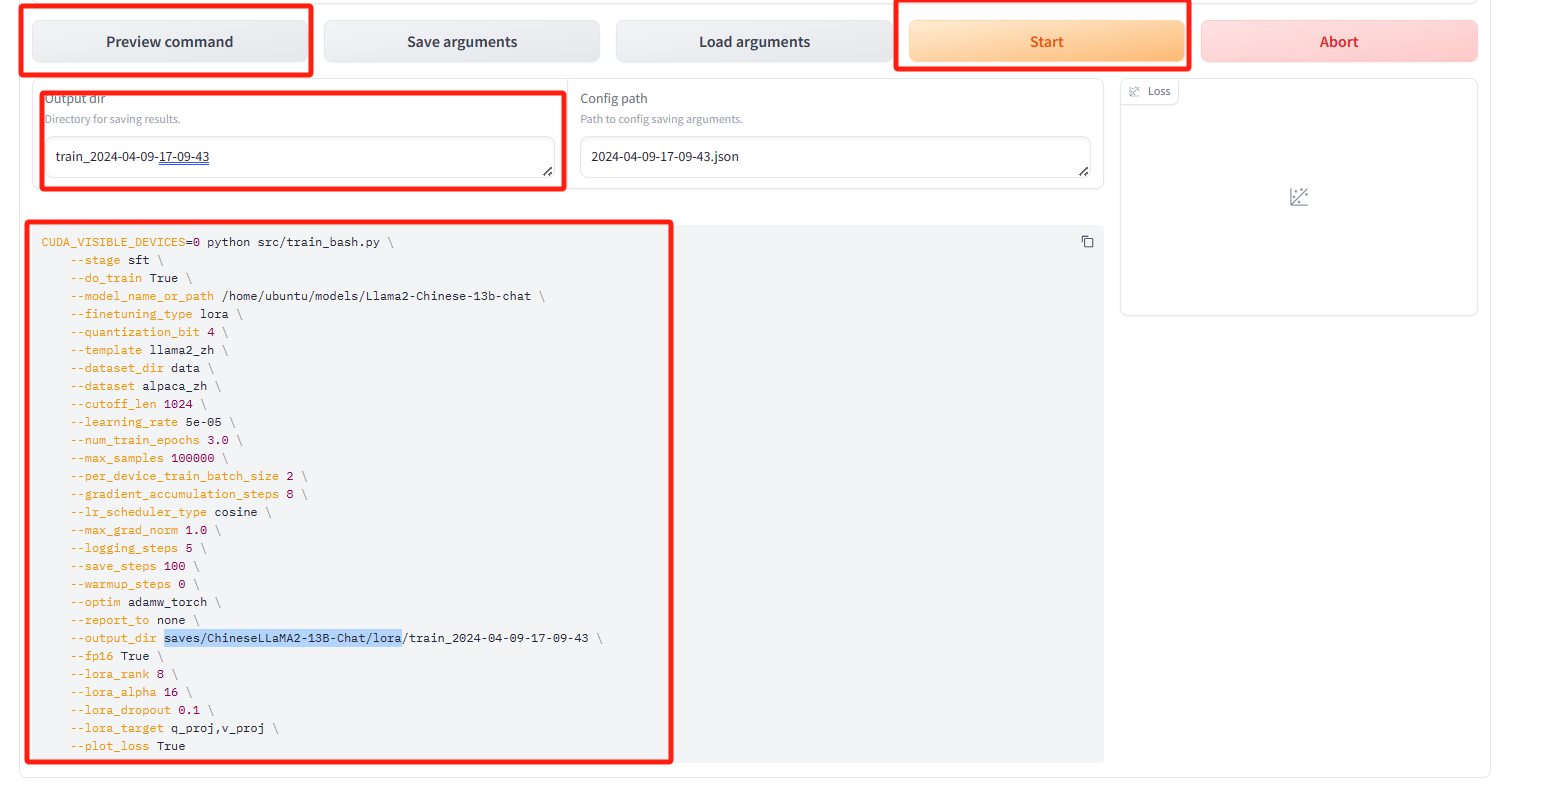 Preview command
Save arguments
Load arguments
Start
Abort
Output dir
Directory for saving results.
train_2024-04-09-17-09-43
Config path
Path to config saving arguments.
2024-04-09-17-09-43.json
Loss
CUDA_VISIBLE_DEVICES=0 python src/train_bash.py \
--stage sft \
--do_train True \
--model_name_or_path /home/ubuntu/models/Llama2-Chinese-13b-chat \
--finetuning_type lora \
--quantization_bit 4 \
--template llama2_zh \
--dataset_dir data \
--dataset alpaca_zh \
--cutoff_len 1024 \
--learning_rate 5e-05 \
--num_train_epochs 3.0 \
--max_samples 100000 \
--per_device_train_batch_size 2 \
--gradient_accumulation_steps 8 \
--lr_scheduler_type cosine \
--max_grad_norm 1.0 \
--logging_steps 5 \
--save_steps 100 \
--warmup_steps 0 \
--optim adamw_torch \
--report_to none \
--output_dir saves/ChineseLLaMA2-13B-Chat/lora/train_2024-04-09-17-09-43 \
--fp16 True \
--lora_rank 8 \
--lora_alpha 16 \
--lora_dropout 0.1 \
--lora_target q_proj,v_proj \
--plot_loss True